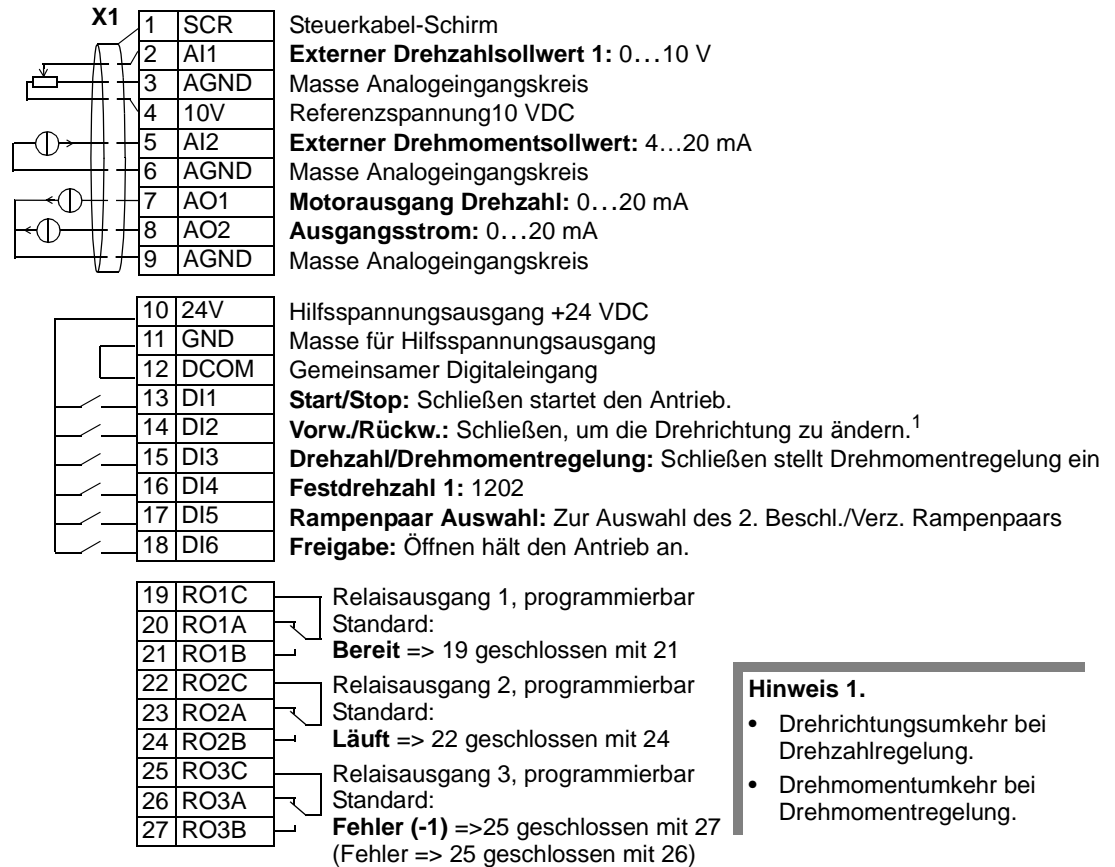 X1
1 SCR Steuerkabel-Schirm
2 AI1 Externer Drehzahlsollwert 1: 0…10 V
3 AGND Masse Analogeingangskreis
4 10V Referenzspannung10 VDC
5 AI2 Externer Drehmomentsollwert: 4…20 mA
6 AGND Masse Analogeingangskreis
7 AO1 Motorausgang Drehzahl: 0…20 mA
8 AO2 Ausgangsstrom: 0…20 mA
9 AGND Masse Analogeingangskreis
10 24V Hilfsspannungsausgang +24 VDC
11 GND Masse für Hilfsspannungsausgang
12 DCOM Gemeinsamer Digitaleingang
13 DI1 Start/Stop: Schließen startet den Antrieb.
14 DI2 Vorw./Rückw.: Schließen, um die Drehrichtung zu ändern.1
15 DI3 Drehzahl/Drehmomentregelung: Schließen stellt Drehmomentregelung ein
16 DI4 Festdrehzahl 1: 1202
17 DI5 Rampenpaar Auswahl: Zur Auswahl des 2. Beschl./Verz. Rampenpaars
18 DI6 Freigabe: Öffnen hält den Antrieb an.
19 RO1C Relaisausgang 1, programmierbar
20 RO1A Standard:
21 RO1B Bereit => 19 geschlossen mit 21
22 RO2C Relaisausgang 2, programmierbar
23 RO2A Standard:
24 RO2B Läuft => 22 geschlossen mit 24
25 RO3C Relaisausgang 3, programmierbar
26 RO3A Standard:
27 RO3B Fehler (-1) =>25 geschlossen mit 27
(Fehler => 25 geschlossen mit 26)
Hinweis 1.
• Drehrichtungsumkehr bei
Drehzahlregelung.
• Drehmomentumkehr bei
Drehmomentregelung.